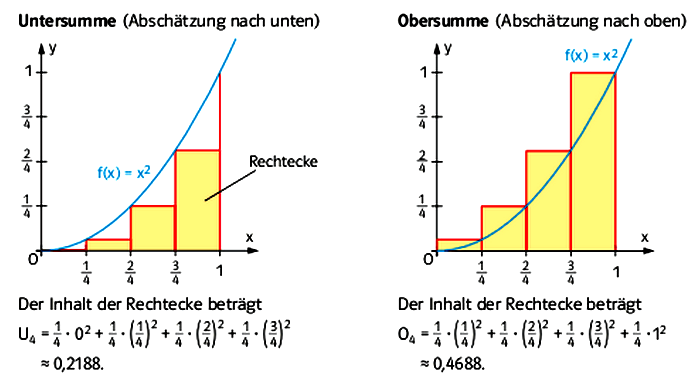 Untersumme (Abschätzung nach unten)
y
1
3/4
2/4
1/4
f(x) = x²
Rechtecke
x
O
1/4
2/4
3/4
1
Der Inhalt der Rechtecke beträgt
U₄ = 1/4 · 0² + 1/4 · (1/4)² + 1/4 · (2/4)² + 1/4 · (3/4)²
≈ 0,2188.
Obersumme (Abschätzung nach oben)
y
f(x) = x²
1
3/4
2/4
1/4
x
O
1/4
2/4
3/4
1
Der Inhalt der Rechtecke beträgt
O₄ = 1/4 · (1/4)² + 1/4 · (2/4)² + 1/4 · (3/4)² + 1/4 · 1²
≈ 0,4688.